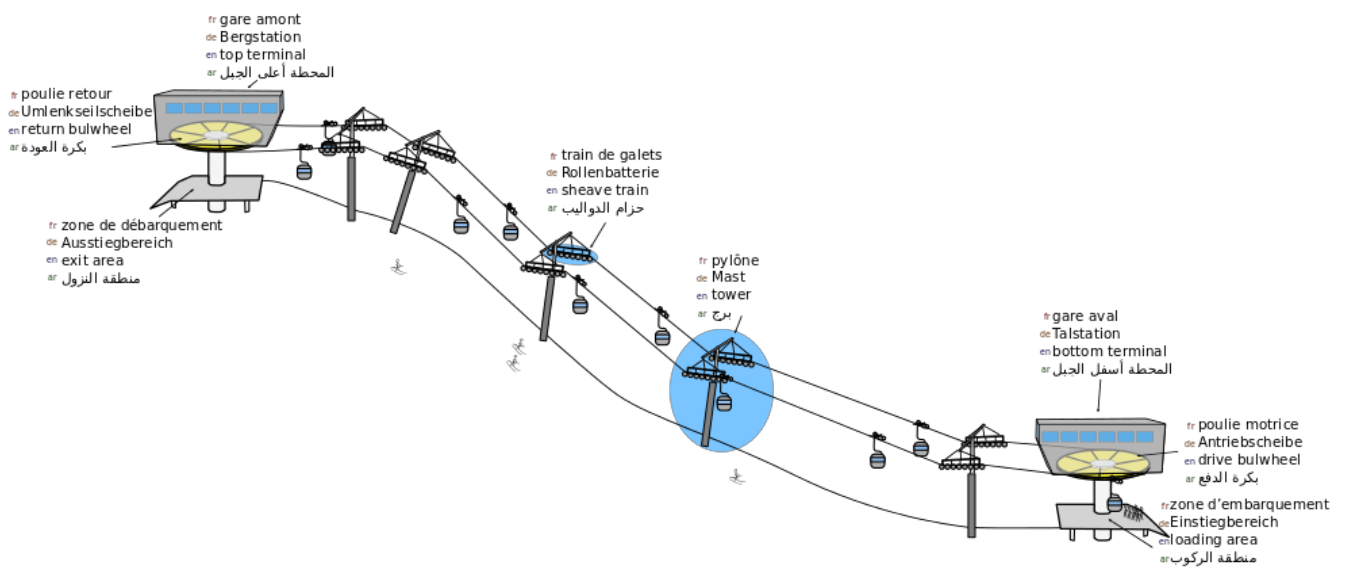 fr gare amont
de Bergstation
en top terminal
ar المحطة أعلى الجبل
fr poulie retour
de Umlenkseilscheibe
en return bulwheel
ar بكرة العودة
fr zone de débarquement
de Ausstiegbereich
en exit area
ar منطقة النزول
fr train de galets
de Rollenbatterie
en sheave train
ar حزام الدواليب
fr pylône
de Mast
en tower
ar برج
fr gare aval
de Talstation
en bottom terminal
ar المحطة أسفل الجبل
fr poulie motrice
de Antriebscheibe
en drive bulwheel
ar بكرة الدفع
fr zone d'embarquement
de Einstiegbereich
en loading area
ar منطقة الركوب